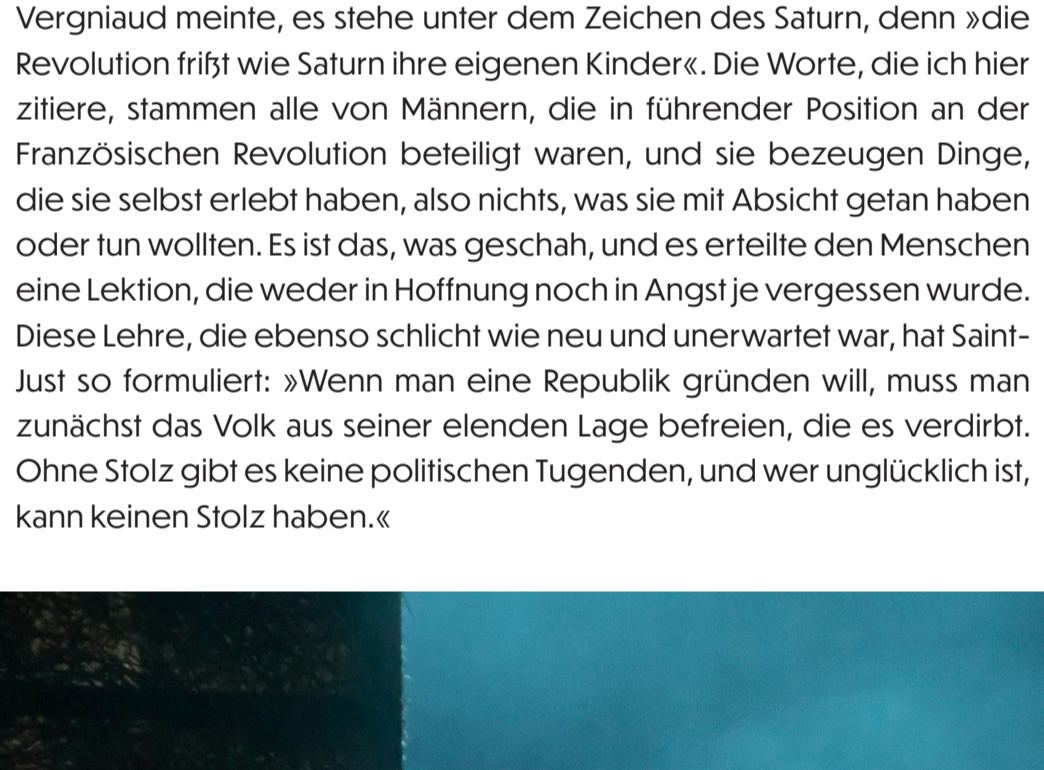 Vergniaud meinte, es stehe unter dem Zeichen des Saturn, denn »die
Revolution frißt wie Saturn ihre eigenen Kinder«. Die Worte, die ich hier
zitiere, stammen alle von Männern, die in führender Position an der
Französischen Revolution beteiligt waren, und sie bezeugen Dinge,
die sie selbst erlebt haben, also nichts, was sie mit Absicht getan haben
oder tun wollten. Es ist das, was geschah, und es erteilte den Menschen
eine Lektion, die weder in Hoffnung noch in Angst je vergessen wurde.
Diese Lehre, die ebenso schlicht wie neu und unerwartet war, hat Saint-
Just so formuliert: »Wenn man eine Republik gründen will, muss man
zunächst das Volk aus seiner elenden Lage befreien, die es verdirbt.
Ohne Stolz gibt es keine politischen Tugenden, und wer unglücklich ist,
kann keinen Stolz haben.«